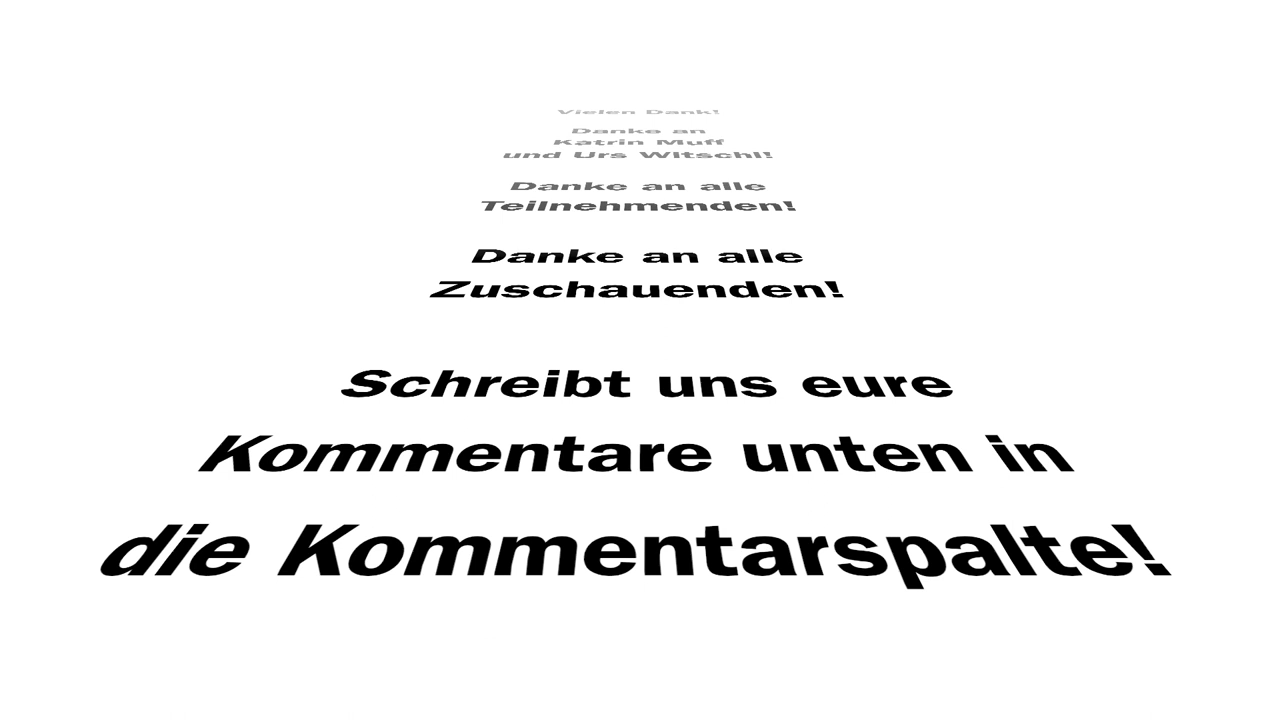 Vielen Dank!
Danke an
Katrin Muff
und Urs Witschi!
Danke an alle
Teilnehmenden!
Danke an alle
Zuschauenden!
Schreibt uns eure
Kommentare unten in
die Kommentarspalte!